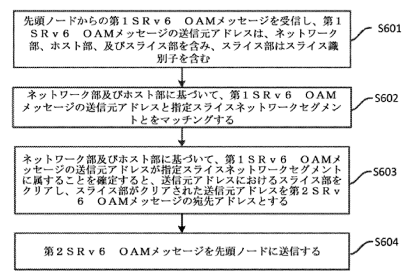 先頭ノードからの第１ＳＲｖ６　ＯＡＭメッセージを受信し、第１Ｓ
Ｒｖ６　ＯＡＭメッセージの送信元アドレスは、ネットワーク
部、ホスト部、及びスライス部を含み、スライス部はスライス識
別子を含む
S601
ネットワーク部及びホスト部に基づいて、第１ＳＲｖ６　ＯＡＭ
メッセージの送信元アドレスと指定スライスネットワークセグメン
トとをマッチングする
S602
ネットワーク部及びホスト部に基づいて、第１ＳＲｖ６　ＯＡＭメ
ッセージの送信元アドレスが指定スライスネットワークセグメント
に属することを確定すると、送信元アドレスにおけるスライス部を
クリアし、スライス部がクリアされた送信元アドレスを第２ＳＲｖ
６　ＯＡＭメッセージの宛先アドレスとする
S603
第２ＳＲｖ６　ＯＡＭメッセージを先頭ノードに送信する
S604